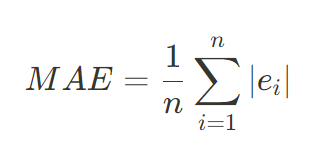 MAE = \frac{1}{n} \sum_{i=1}^{n} |e_i|